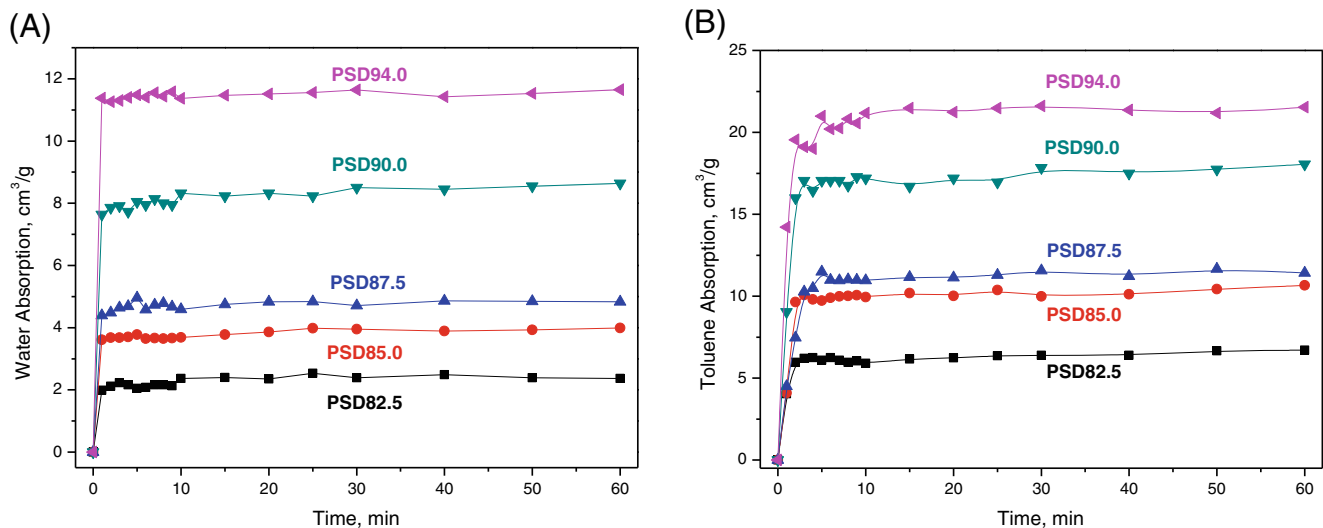 (A)
Water Absorption, cm³/g
12
10
8
6
4
2
0
PSD94.0
PSD90.0
PSD87.5
PSD85.0
PSD82.5
0 10 20 30 40 50 60
Time, min
(B)
Toluene Absorption, cm³/g
25
20
15
10
5
0
PSD94.0
PSD90.0
PSD87.5
PSD85.0
PSD82.5
0 10 20 30 40 50 60
Time, min